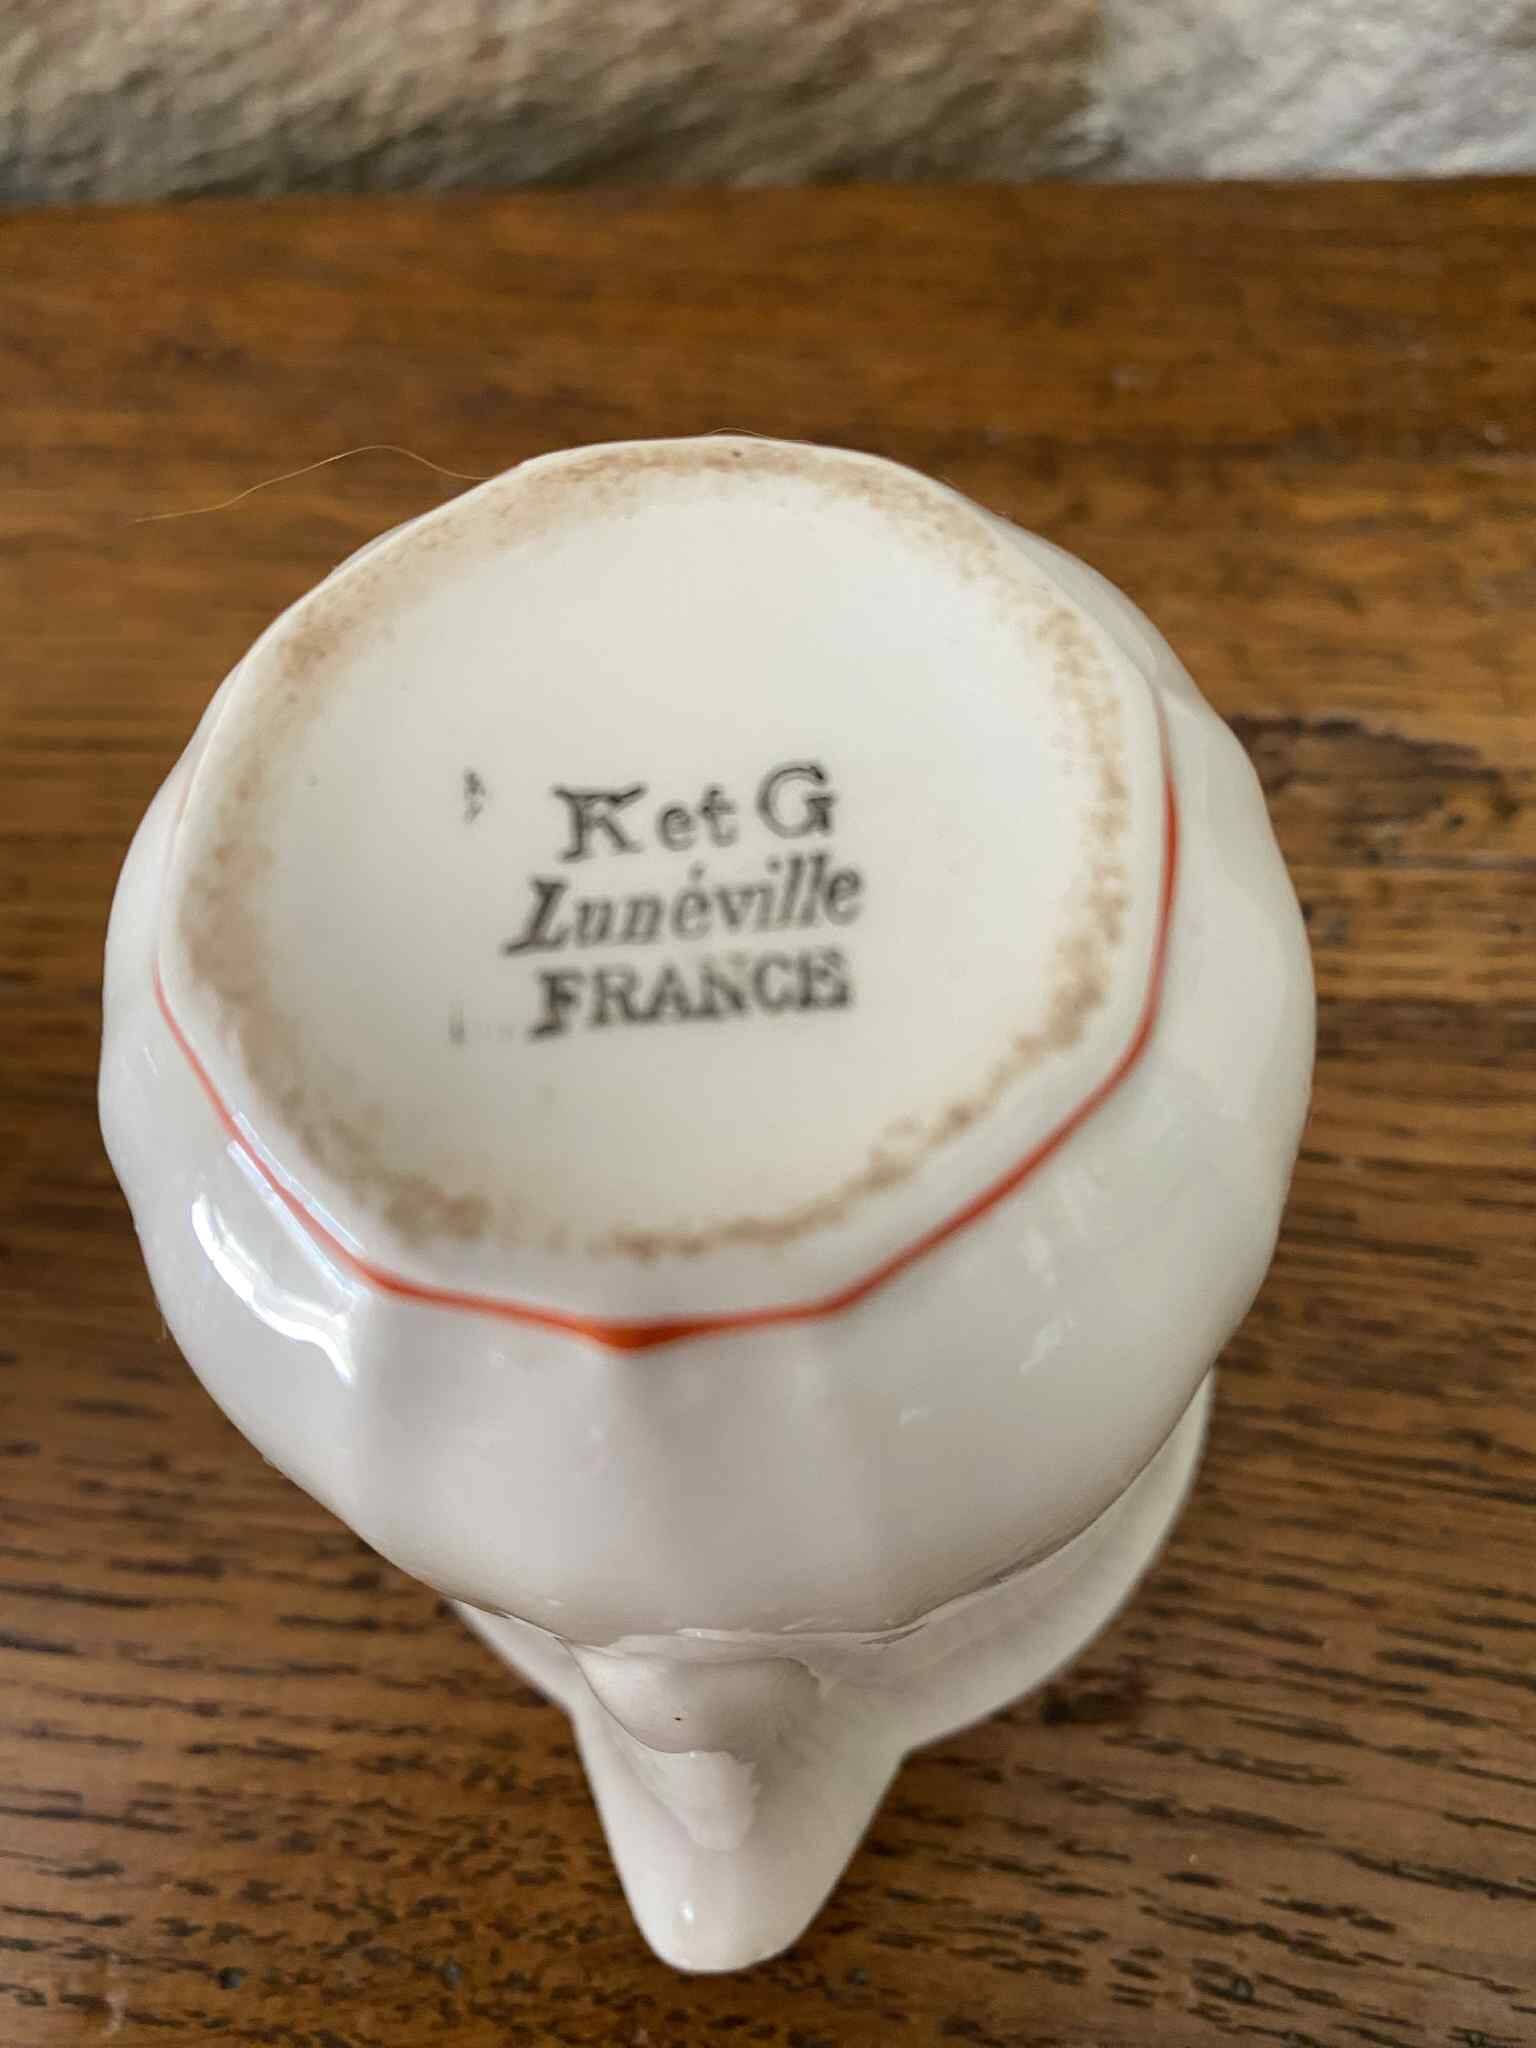 K et G
Lunéville
FRANCE